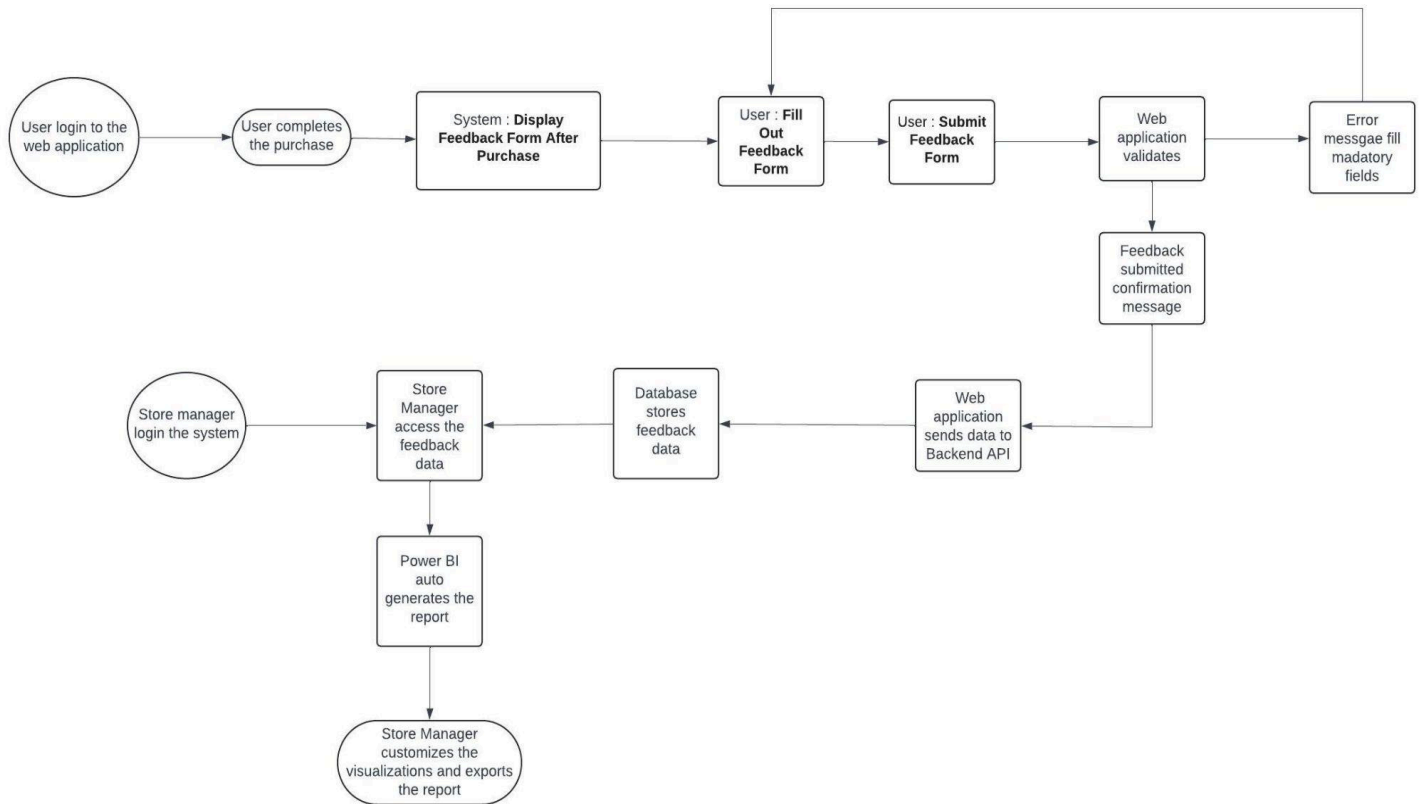 User login to the
web application
User completes
the purchase
System : Display
Feedback Form After
Purchase
User : Fill
Out
Feedback
Form
User : Submit
Feedback
Form
Web
application
validates
Error
messgae fill
madatory
fields
Feedback
submitted
confirmation
message
Store manager
login the system
Store
Manager
access the
feedback
data
Database
stores
feedback
data
Web
application
sends data to
Backend API
Power BI
auto
generates the
report
Store Manager
customizes the
visualizations and exports
the report